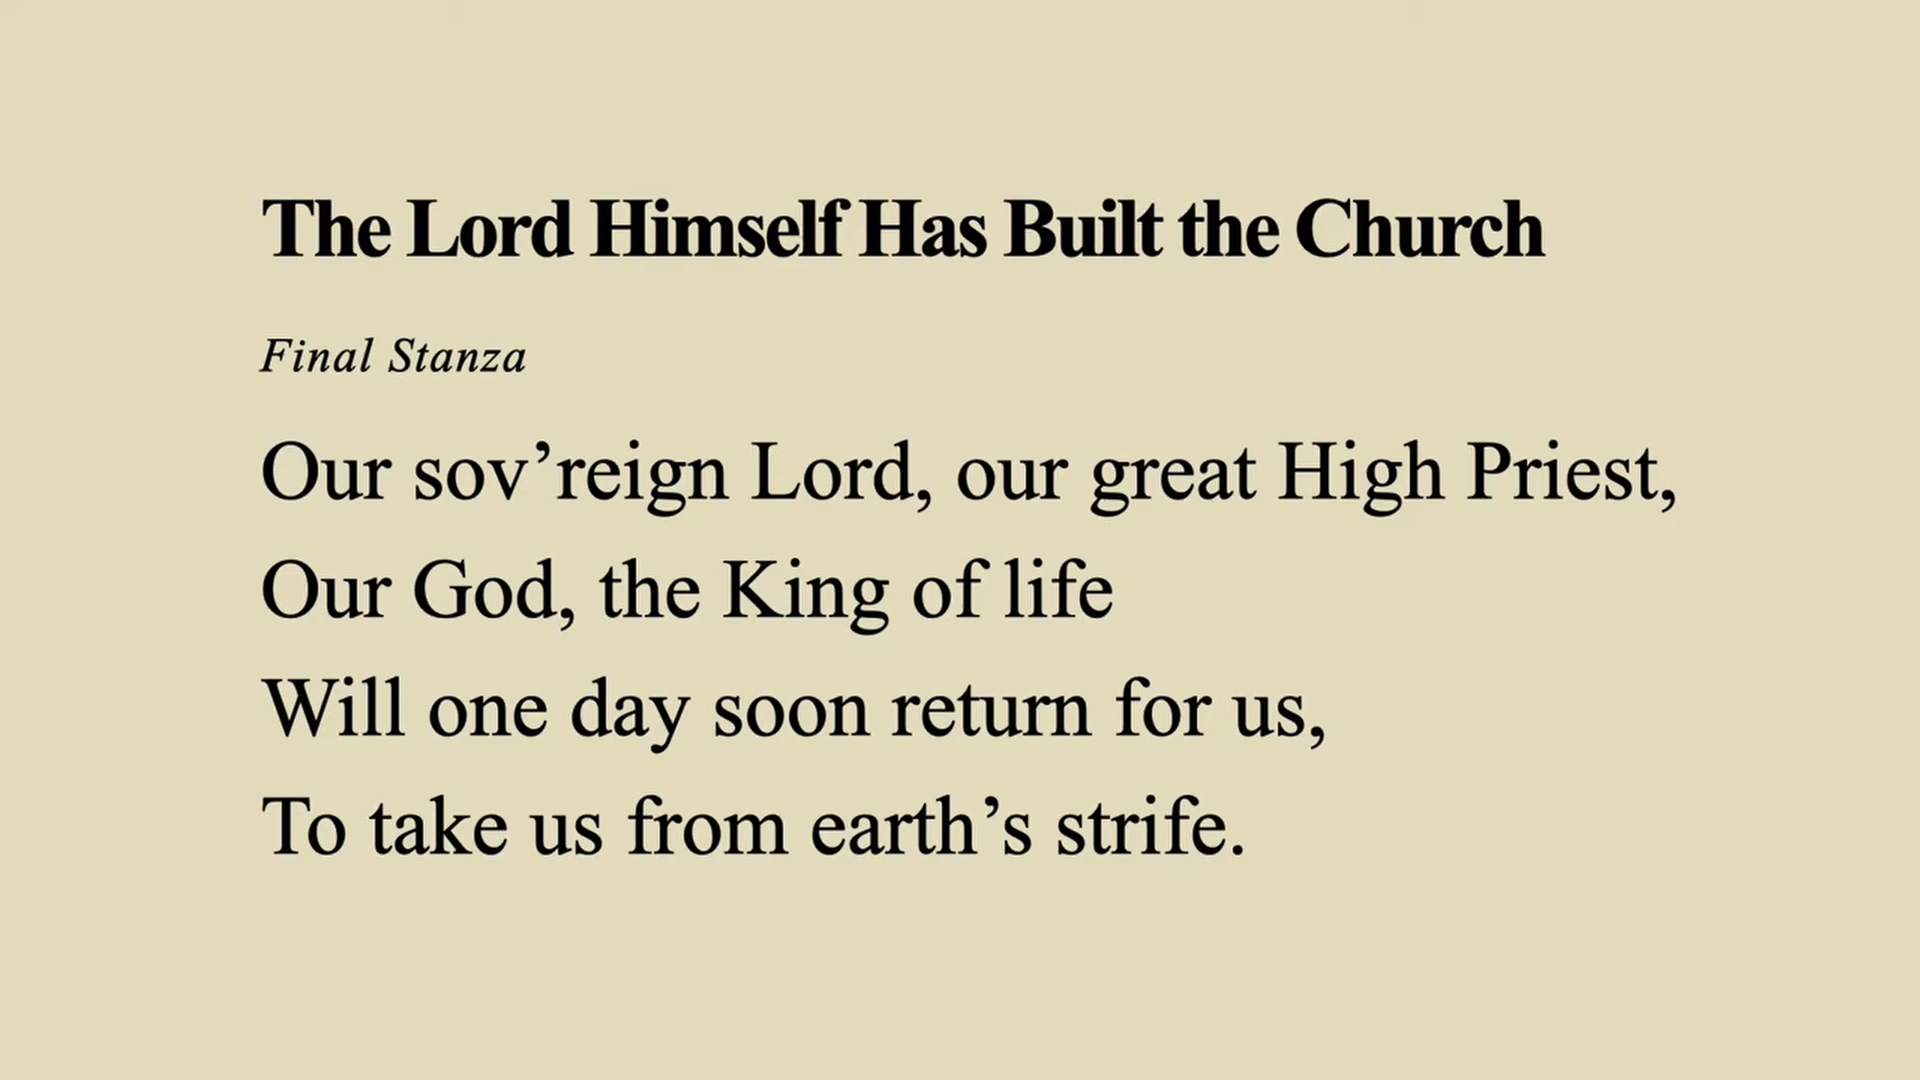 The Lord Himself Has Built the Church
Final Stanza
Our sov’reign Lord, our great High Priest,
Our God, the King of life
Will one day soon return for us,
To take us from earth’s strife.